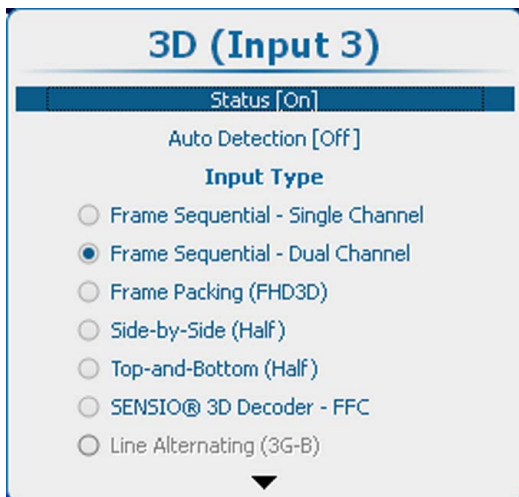 3D (Input 3)
Status [On]
Auto Detection [Off]
Input Type
Frame Sequential - Single Channel
Frame Sequential - Dual Channel
Frame Packing (FHD3D)
Side-by-Side (Half)
Top-and-Bottom (Half)
SENSIO® 3D Decoder - FFC
Line Alternating (3G-B)